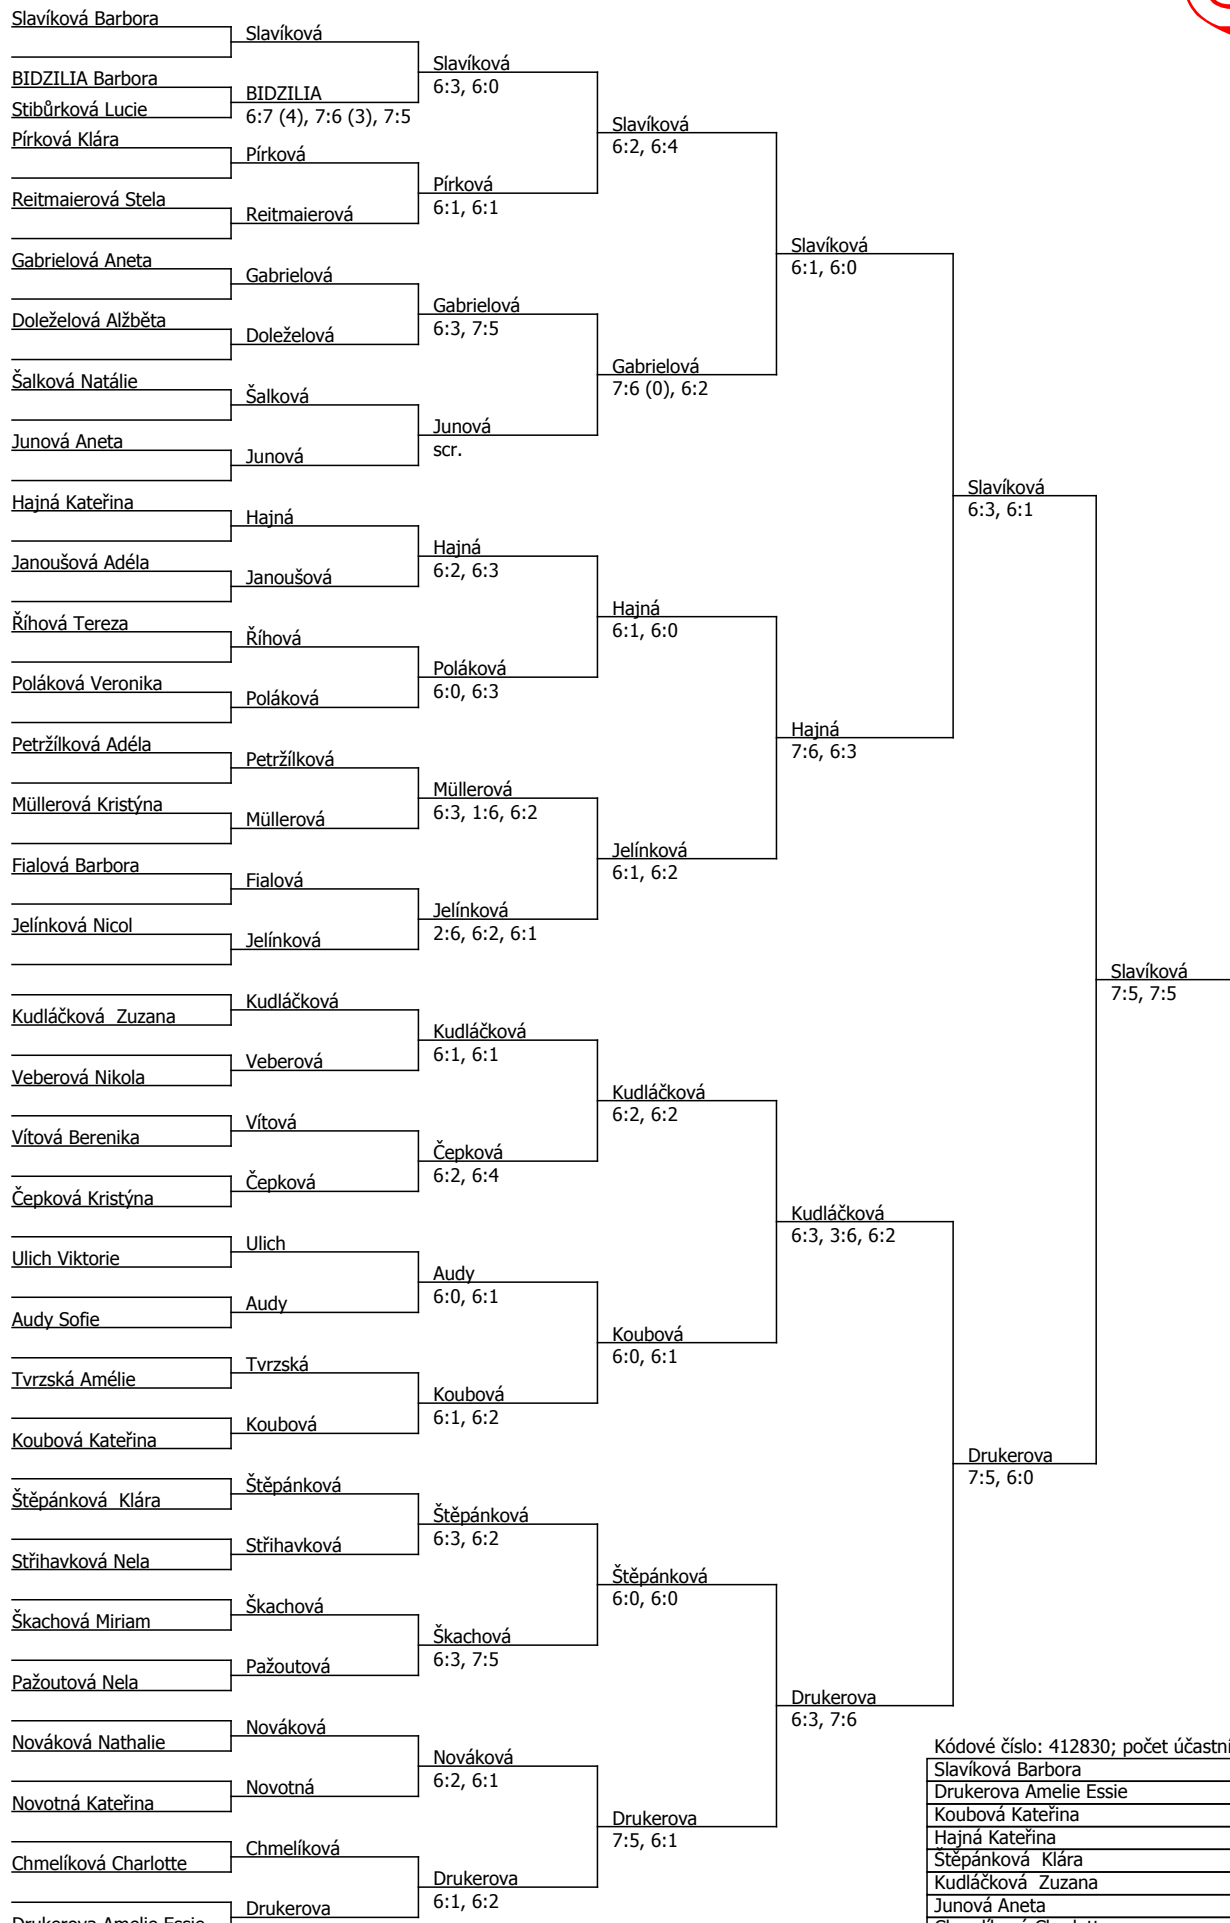 Slavíková Barbora
BIDZILIA Barbora
Stibůrková Lucie
Pírková Klára
Reitmaierová Stela
Gabrielová Aneta
Doleželová Alžběta
Šalková Natálie
Junová Aneta
Hajná Kateřina
Janoušová Adéla
Říhová Tereza
Poláková Veronika
Petržílková Adéla
Müllerová Kristýna
Fialová Barbora
Jelínková Nicol
Kudláčková  Zuzana
Veberová Nikola
Vítová Berenika
Čepková Kristýna
Ulich Viktorie
Audy Sofie
Tvrzská Amélie
Koubová Kateřina
Štěpánková  Klára
Střihavková Nela
Škachová Miriam
Pažoutová Nela
Nováková Nathalie
Novotná Kateřina
Chmelíková Charlotte
Drukerova Amelie Essie
Slavíková
BIDZILIA
6:7 (4), 7:6 (3), 7:5
Pírková
Reitmaierová
Gabrielová
Doleželová
Šalková
Junová
Hajná
Janoušová
Říhová
Poláková
Petržílková
Müllerová
Fialová
Jelínková
Kudláčková
Veberová
Vítová
Čepková
Ulich
Audy
Tvrzská
Koubová
Štěpánková
Střihavková
Škachová
Pažoutová
Nováková
Novotná
Chmelíková
Drukerova
Slavíková
6:3, 6:0
Pírková
6:1, 6:1
Gabrielová
6:3, 7:5
Junová
scr.
Hajná
6:2, 6:3
Poláková
6:0, 6:3
Müllerová
6:3, 1:6, 6:2
Jelínková
2:6, 6:2, 6:1
Kudláčková
6:1, 6:1
Čepková
6:2, 6:4
Audy
6:0, 6:1
Koubová
6:1, 6:2
Štěpánková
6:3, 6:2
Škachová
6:3, 7:5
Nováková
6:2, 6:1
Drukerova
6:1, 6:2
Slavíková
6:2, 6:4
Gabrielová
7:6 (0), 6:2
Hajná
6:1, 6:0
Jelínková
6:1, 6:2
Kudláčková
6:2, 6:2
Koubová
6:0, 6:1
Štěpánková
6:0, 6:0
Drukerova
7:5, 6:1
Slavíková
6:1, 6:0
Hajná
7:6, 6:3
Kudláčková
6:3, 3:6, 6:2
Drukerova
6:3, 7:6
Slavíková
6:3, 6:1
Drukerova
7:5, 6:0
Slavíková
7:5, 7:5
Kódové číslo: 412830; počet účastní
Slavíková Barbora
Drukerova Amelie Essie
Koubová Kateřina
Hajná Kateřina
Štěpánková  Klára
Kudláčková  Zuzana
Junová Aneta
Chmelíková Charlotte